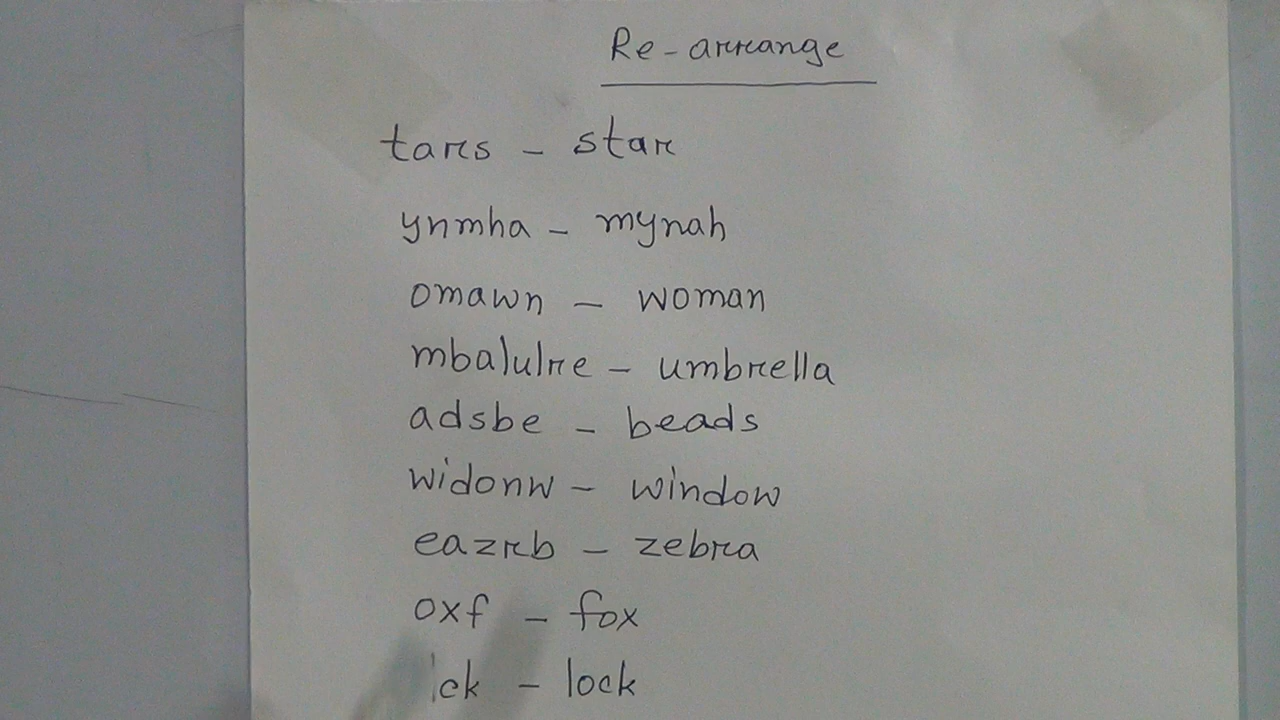 Re-arrange
tars - star
ynmha - mynah
omawn - woman
mbalulre - umbrella
adsbe - beads
widonw - window
eazrb - zebra
oxf - fox
- lock